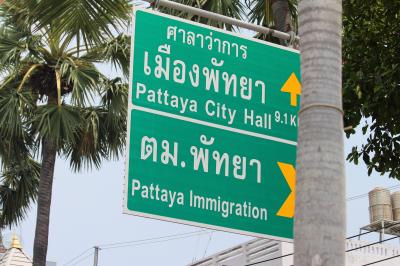 ศาลาว่าการ
เมืองพัทยา
Pattaya City Hall 9.1 K
ตม.พัทยา
Pattaya Immigration